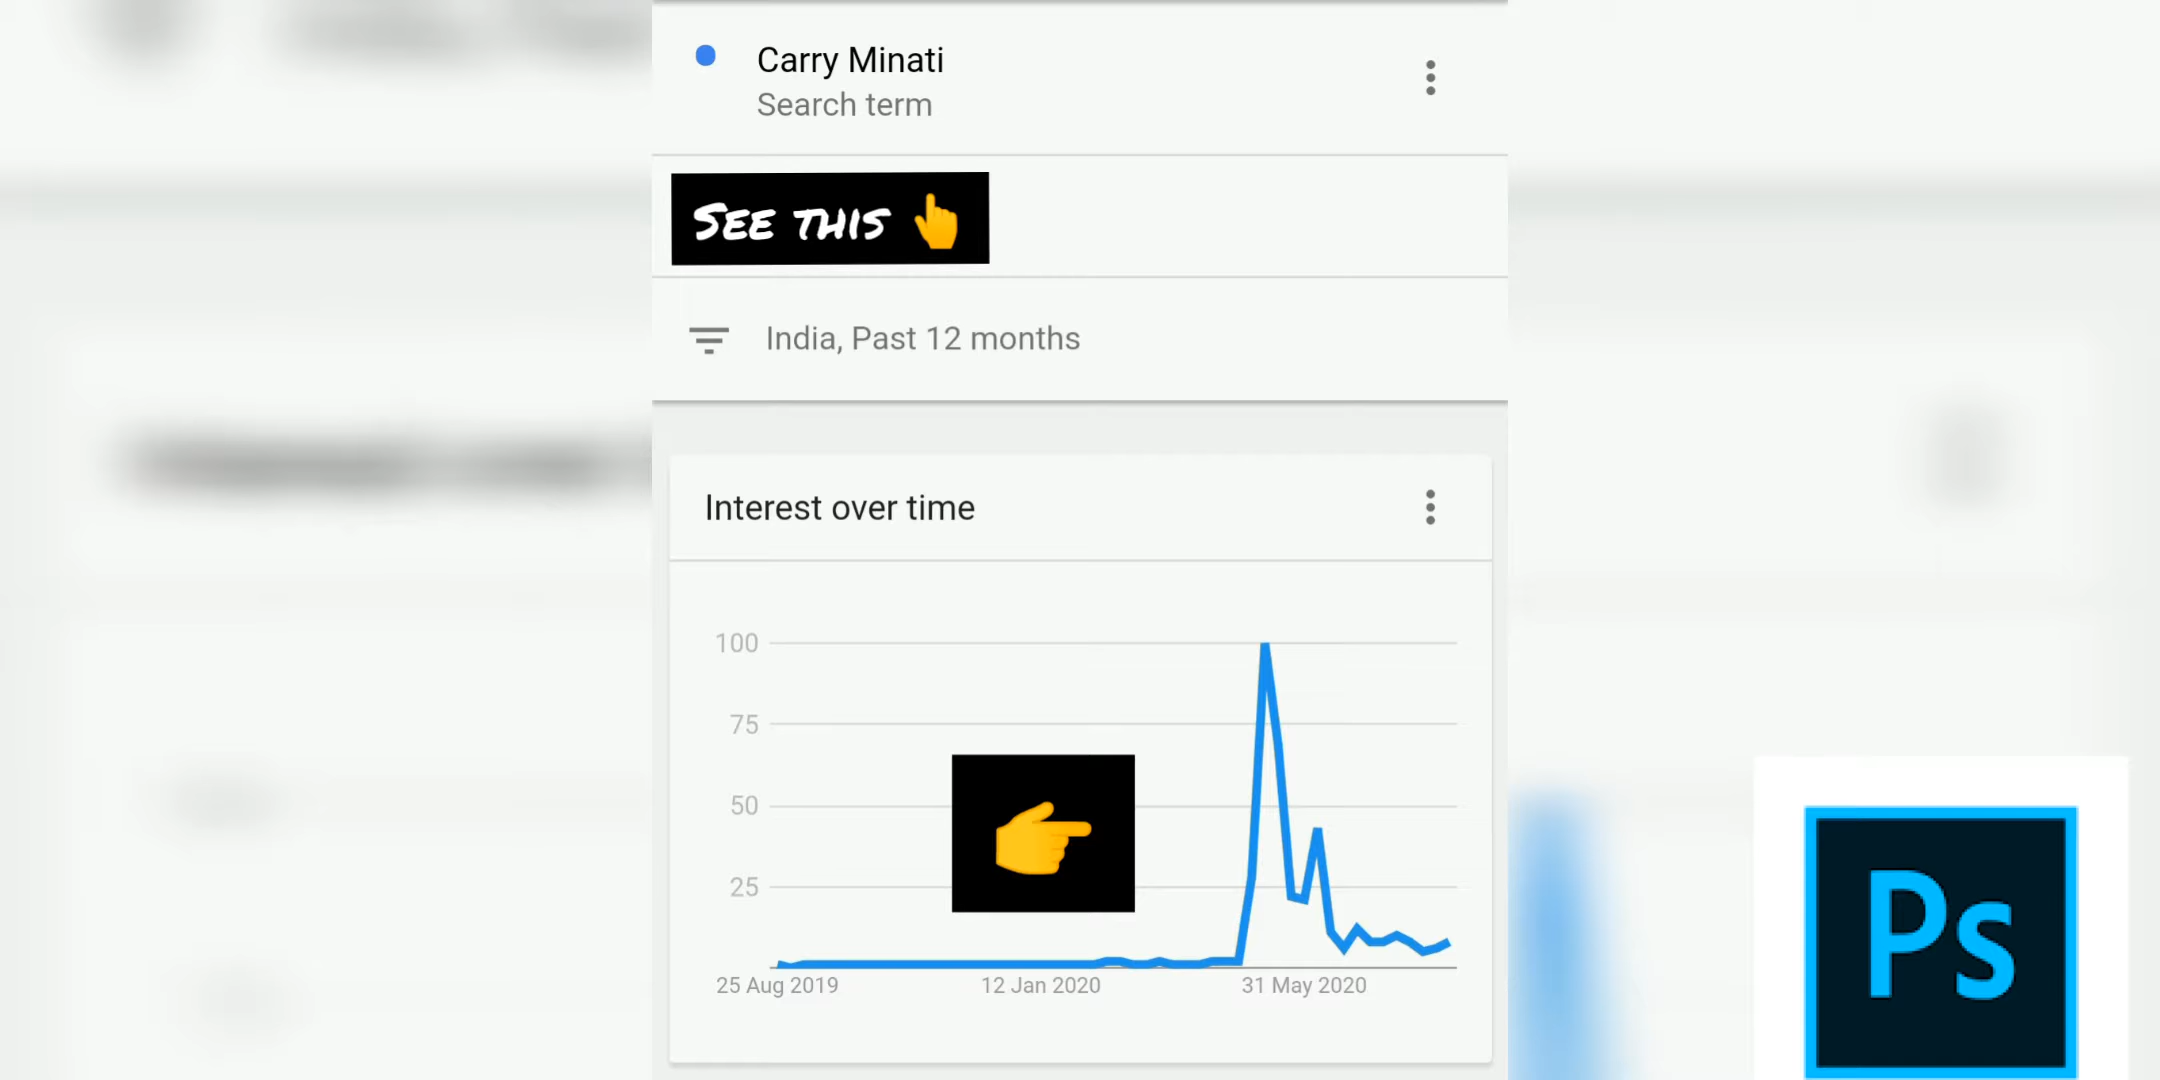 Carry Minati
Search term
SEE THIS 👆
India, Past 12 months
Interest over time
100
75
50
25
25 Aug 2019 12 Jan 2020 31 May 2020
Ps